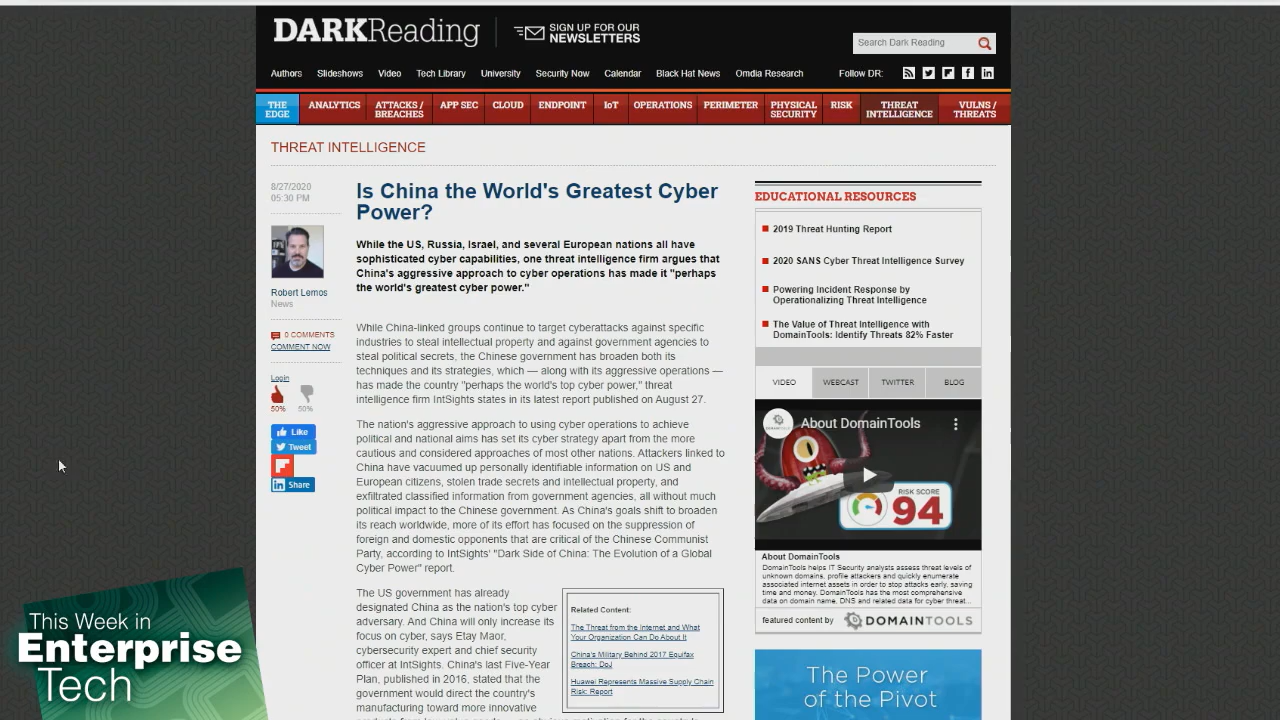 DARKReading
SIGN UP FOR OUR
NEWSLETTERS
Search Dark Reading
Authors
Slideshows
Video
Tech Library
University
Security Now
Calendar
Black Hat News
Omdia Research
Follow DR:
THE
EDGE
ANALYTICS
ATTACKS /
BREACHES
APP SEC
CLOUD
ENDPOINT
IoT
OPERATIONS
PERIMETER
PHYSICAL
SECURITY
RISK
THREAT
INTELLIGENCE
VULNS /
THREATS
THREAT INTELLIGENCE
8/27/2020
05:30 PM
Robert Lemos
News
0 COMMENTS
COMMENT NOW
Login
50%
50%
Like
Tweet
Share
Is China the World's Greatest Cyber
Power?
While the US, Russia, Israel, and several European nations all have
sophisticated cyber capabilities, one threat intelligence firm argues that
China's aggressive approach to cyber operations has made it "perhaps
the world's greatest cyber power."
While China-linked groups continue to target cyberattacks against specific
industries to steal intellectual property and against government agencies to
steal political secrets, the Chinese government has broaden both its
techniques and its strategies, which — along with its aggressive operations —
has made the country "perhaps the world's top cyber power," threat
intelligence firm IntSights states in its latest report published on August 27.
The nation's aggressive approach to using cyber operations to achieve
political and national aims has set its cyber strategy apart from the more
cautious and considered approaches of most other nations. Attackers linked to
China have vacuumed up personally identifiable information on US and
European citizens, stolen trade secrets and intellectual property, and
exfiltrated classified information from government agencies, all without much
political impact to the Chinese government. As China's goals shift to broaden
its reach worldwide, more of its effort has focused on the suppression of
foreign and domestic opponents that are critical of the Chinese Communist
Party, according to IntSights' "Dark Side of China: The Evolution of a Global
Cyber Power" report.
The US government has already
designated China as the nation's top cyber
adversary. And China will only increase its
focus on cyber, says Etay Maor,
cybersecurity expert and chief security
officer at IntSights. China's last Five-Year
Plan, published in 2016, stated that the
government would direct the country's
manufacturing toward more innovative
Related Content:
The Threat from the Internet and What
Your Organization Can Do About It
China's Military Behind 2017 Equifax
Breach: DoJ
Huawei Represents Massive Supply Chain
Risk: Report
EDUCATIONAL RESOURCES
2019 Threat Hunting Report
2020 SANS Cyber Threat Intelligence Survey
Powering Incident Response by
Operationalizing Threat Intelligence
The Value of Threat Intelligence with
DomainTools: Identify Threats 82% Faster
VIDEO
WEBCAST
TWITTER
BLOG
About DomainTools
RISK SCORE
94
About DomainTools
DomainTools helps IT Security analysts assess threat levels of
unknown domains, profile attackers and quickly enumerate
associated internet assets in order to stop attacks early, saving
time and money. DomainTools has the most comprehensive
data on domain name, DNS and related data for cyber threat...
featured content by
DOMAINTOOLS
The Power
of the Pivot
This Week in
Enterprise
Tech